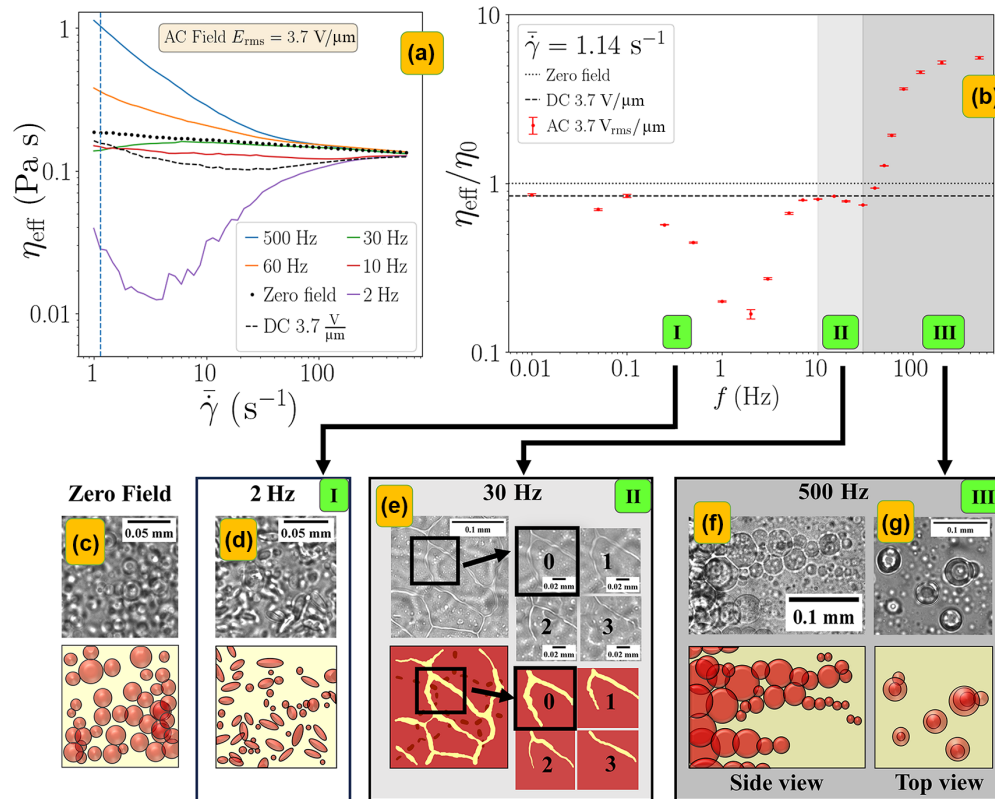 AC Field E_rms = 3.7 V/μm
(a)
1
0.1
0.01
η_eff (Pa s)
500 Hz
30 Hz
60 Hz
10 Hz
Zero field
2 Hz
DC 3.7 V/μm
1
10
100
γ̄̇ (s⁻¹)
10
1
0.1
η_eff/η₀
γ̄̇ = 1.14 s⁻¹
Zero field
DC 3.7 V/μm
AC 3.7 V_rms/μm
(b)
I
II
III
0.01
0.1
1
10
100
f (Hz)
Zero Field
(c)
0.05 mm
2 Hz
I
(d)
0.05 mm
30 Hz
II
(e)
0.1 mm
0
1
0.02 mm
0.02 mm
2
3
0.02 mm
0.02 mm
0
1
2
3
500 Hz
III
(f)
0.1 mm
(g)
0.1 mm
Side view
Top view